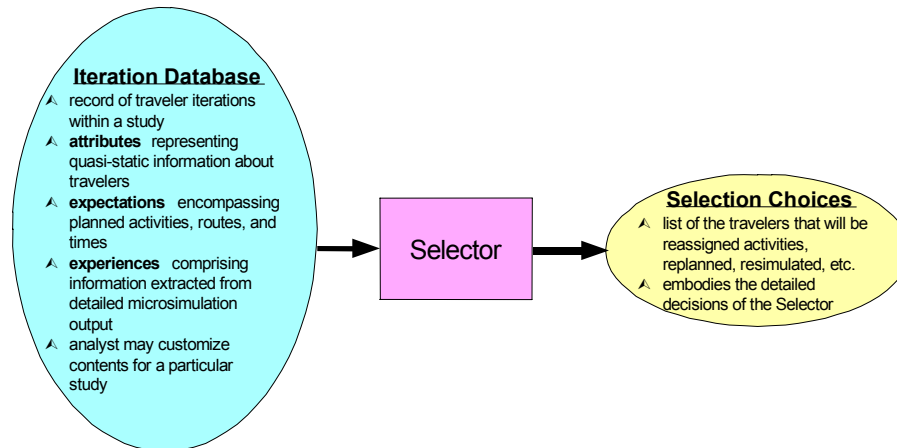 Iteration Database
record of traveler iterations
within a study
attributes representing
quasi-static information about
travelers
expectations encompassing
planned activities, routes, and
times
experiences comprising
information extracted from
detailed microsimulation
output
analyst may customize
contents for a particular
study
Selector
Selection Choices
list of the travelers that will be
reassigned activities,
replanned, resimulated, etc.
embodies the detailed
decisions of the Selector